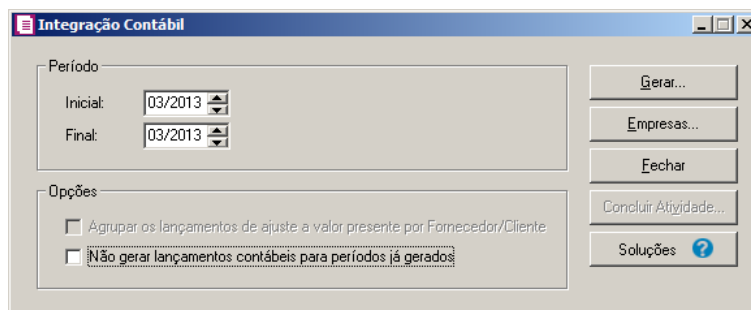 Integração Contábil
Período
Inicial: 03/2013
Final: 03/2013
Opções
Agrupar os lançamentos de ajuste a valor presente por Fornecedor/Cliente
Não gerar lançamentos contábeis para períodos já gerados
Gerar...
Empresas...
Fechar
Concluir Atividade...
Soluções ?